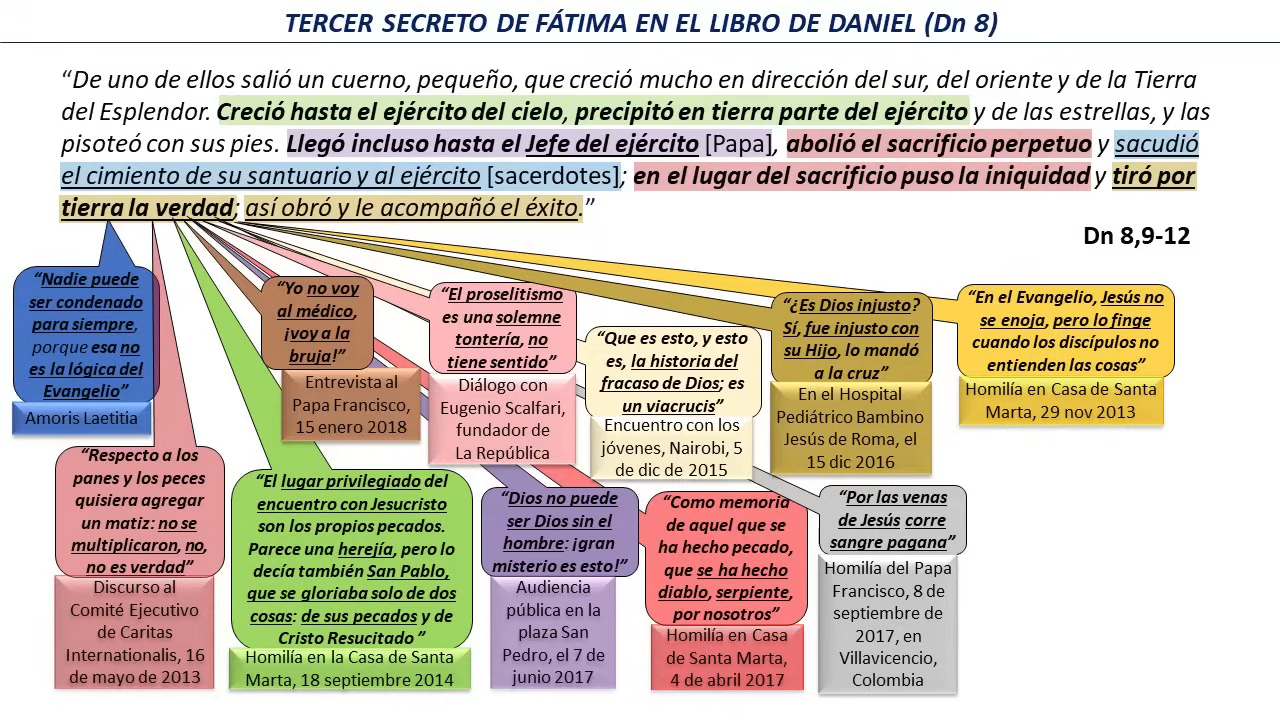 TERCER SECRETO DE FÁTIMA EN EL LIBRO DE DANIEL (Dn 8)
“De uno de ellos salió un cuerno, pequeño, que creció mucho en dirección del sur, del oriente y de la Tierra
del Esplendor. Creció hasta el ejército del cielo, precipitó en tierra parte del ejército y de las estrellas, y las
pisoteó con sus pies. Llegó incluso hasta el Jefe del ejército [Papa], abolió el sacrificio perpetuo y sacudió
el cimiento de su santuario y al ejército [sacerdotes]; en el lugar del sacrificio puso la iniquidad y tiró por
tierra la verdad; así obró y le acompañó el éxito.”
Dn 8,9-12
“Nadie puede
ser condenado
para siempre,
porque esa no
es la lógica del
Evangelio”
Amoris Laetitia
“Yo no voy
al médico,
¡voy a la
bruja!”
Entrevista al
Papa Francisco,
15 enero 2018
“El proselitismo
es una solemne
tontería, no
tiene sentido”
Diálogo con
Eugenio Scalfari,
fundador de
La República
“Que es esto, y esto
es, la historia del
fracaso de Dios; es
un viacrucis”
Encuentro con los
jóvenes, Nairobi, 5
de dic de 2015
“¿Es Dios injusto?
Sí, fue injusto con
su Hijo, lo mandó
a la cruz”
En el Hospital
Pediátrico Bambino
Jesús de Roma, el
15 dic 2016
“En el Evangelio, Jesús no
se enoja, pero lo finge
cuando los discípulos no
entienden las cosas”
Homilía en Casa de Santa
Marta, 29 nov 2013
“Respecto a los
panes y los peces
quisiera agregar
un matiz: no se
multiplicaron, no,
no es verdad”
Discurso al
Comité Ejecutivo
de Caritas
Internationalis, 16
de mayo de 2013
“El lugar privilegiado del
encuentro con Jesucristo
son los propios pecados.
Parece una herejía, pero lo
decía también San Pablo,
que se gloriaba solo de dos
cosas: de sus pecados y de
Cristo Resucitado ”
Homilía en la Casa de Santa
Marta, 18 septiembre 2014
“Dios no puede
ser Dios sin el
hombre: ¡gran
misterio es esto!”
Audiencia
pública en la
plaza San
Pedro, el 7 de
junio 2017
“Como memoria
de aquel que se
ha hecho pecado,
que se ha hecho
diablo, serpiente,
por nosotros”
Homilía en Casa
de Santa Marta,
4 de abril 2017
“Por las venas
de Jesús corre
sangre pagana”
Homilía del Papa
Francisco, 8 de
septiembre de
2017, en
Villavicencio,
Colombia